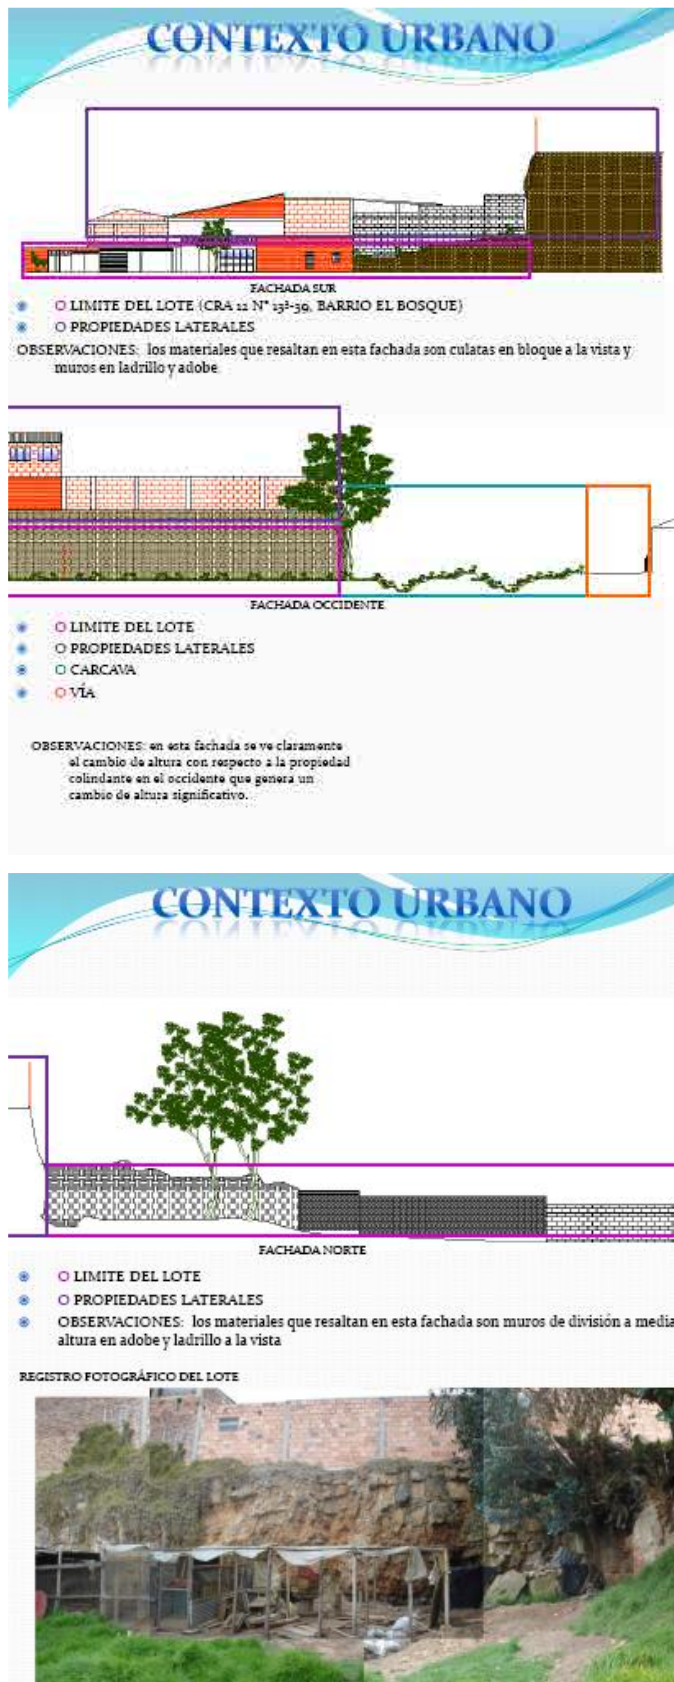 CONTEXTO URBANO
FACHADA SUR
LIMITE DEL LOTE (CRA 11 N° 13ª-39, BARRIO EL BOSQUE)
PROPIEDADES LATERALES
OBSERVACIONES: los materiales que resaltan en esta fachada son culatas en bloque a la vista y
muros en ladrillo y adobe
FACHADA OCCIDENTE
LIMITE DEL LOTE
PROPIEDADES LATERALES
CARCAVA
VÍA
OBSERVACIONES: en esta fachada se ve claramente
el cambio de altura con respecto a la propiedad
colindante en el occidente que genera un
cambio de altura significativo.
CONTEXTO URBANO
FACHADA NORTE
LIMITE DEL LOTE
PROPIEDADES LATERALES
OBSERVACIONES: los materiales que resaltan en esta fachada son muros de división a media
altura en adobe y ladrillo a la vista
REGISTRO FOTOGRÁFICO DEL LOTE